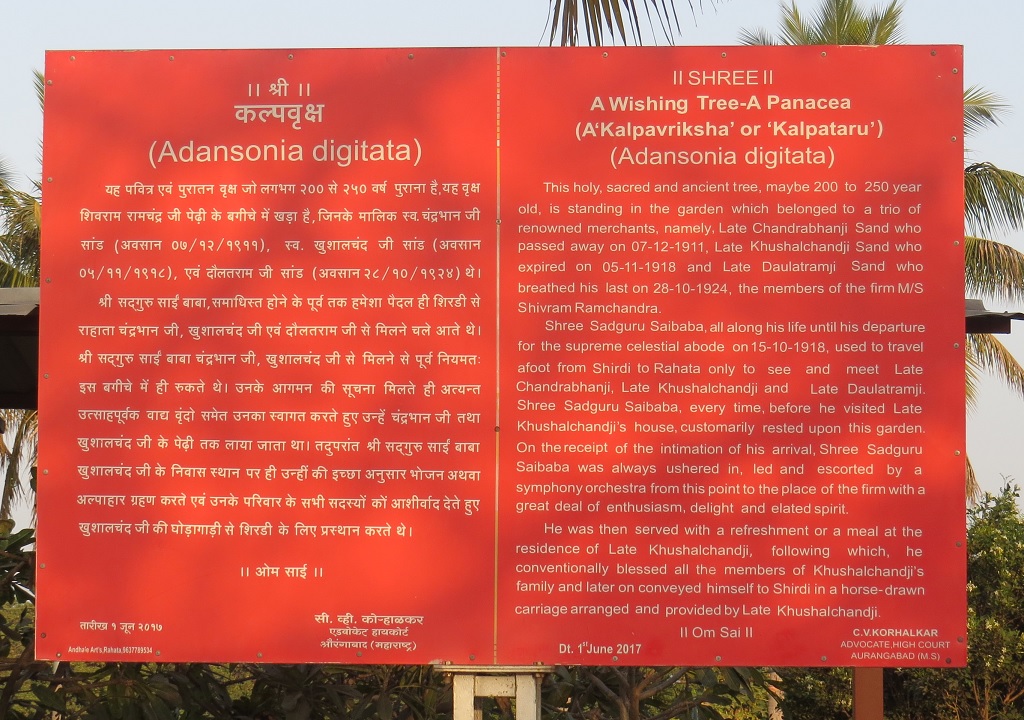 ।। श्री ।।
कल्पवृक्ष
(Adansonia digitata)
यह पवित्र एवं पुरातन वृक्ष जो लगभग २०० से २५० वर्ष पुराना है,यह वृक्ष
शिवराम रामचंद्र जी पेढ़ी के बगीचे में खड़ा है,जिनके मालिक स्व.चंद्रभान जी
सांड (अवसान ०७/१२/१९११), स्व. खुशालचंद जी सांड (अवसान
०५/११/१९१८), एवं दौलतराम जी सांड (अवसान २८/१०/१९२४) थे।
श्री सद्गुरु साईं बाबा,समाधिस्त होने के पूर्व तक हमेशा पैदल ही शिरडी से
राहाता चंद्रभान जी, खुशालचंद जी एवं दौलतराम जी से मिलने चले आते थे।
श्री सद्गुरु साईं बाबा चंद्रभान जी, खुशालचंद जी से मिलने से पूर्व नियमतः
इस बगीचे में ही रुकते थे। उनके आगमन की सूचना मिलते ही अत्यन्त
उत्साहपूर्वक वाद्य वृंदो समेत उनका स्वागत करते हुए उन्हें चंद्रभान जी तथा
खुशालचंद जी के पेढ़ी तक लाया जाता था। तदुपरांत श्री सद्गुरु साईं बाबा
खुशालचंद जी के निवास स्थान पर ही उन्हीं की इच्छा अनुसार भोजन अथवा
अल्पाहार ग्रहण करते एवं उनके परिवार के सभी सदस्यों कों आशीर्वाद देते हुए
खुशालचंद जी की घोड़ागाड़ी से शिरडी के लिए प्रस्थान करते थे।
।। ओम साई ।।
तारीख १ जून २०१७
सी. व्ही. कोऱ्हाळकर
एडवोकेट हायकोर्ट
औरंगाबाद (महाराष्ट्र)
Andhale Art's,Rahata,9637789534
II SHREE II
A Wishing Tree-A Panacea
(A‘Kalpavriksha’ or ‘Kalpataru’)
(Adansonia digitata)
This holy, sacred and ancient tree, maybe 200 to 250 year
old, is standing in the garden which belonged to a trio of
renowned merchants, namely, Late Chandrabhanji Sand who
passed away on 07-12-1911, Late Khushalchandji Sand who
expired on 05-11-1918 and Late Daulatramji Sand who
breathed his last on 28-10-1924, the members of the firm M/S
Shivram Ramchandra.
Shree Sadguru Saibaba, all along his life until his departure
for the supreme celestial abode on 15-10-1918, used to travel
afoot from Shirdi to Rahata only to see and meet Late
Chandrabhanji, Late Khushalchandji and Late Daulatramji.
Shree Sadguru Saibaba, every time, before he visited Late
Khushalchandji's house, customarily rested upon this garden.
On the receipt of the intimation of his arrival, Shree Sadguru
Saibaba was always ushered in, led and escorted by a
symphony orchestra from this point to the place of the firm with a
great deal of enthusiasm, delight and elated spirit.
He was then served with a refreshment or a meal at the
residence of Late Khushalchandji, following which, he
conventionally blessed all the members of Khushalchandji's
family and later on conveyed himself to Shirdi in a horse-drawn
carriage arranged and provided by Late Khushalchandji.
II Om Sai II
Dt. 1st June 2017
C.V.KORHALKAR
ADVOCATE,HIGH COURT
AURANGABAD (M.S)